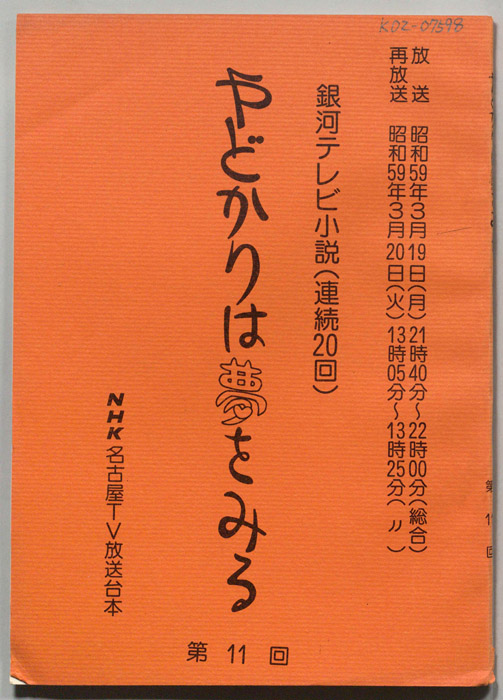 K02-07598
放送 昭和59年3月19日(月)21時40分～22時00分(総合)
再放送 昭和59年3月20日(火)13時05分～13時25分(〃)
銀河テレビ小説(連続20回)
やどかりは夢をみる
NHK名古屋TV放送台本
第11回